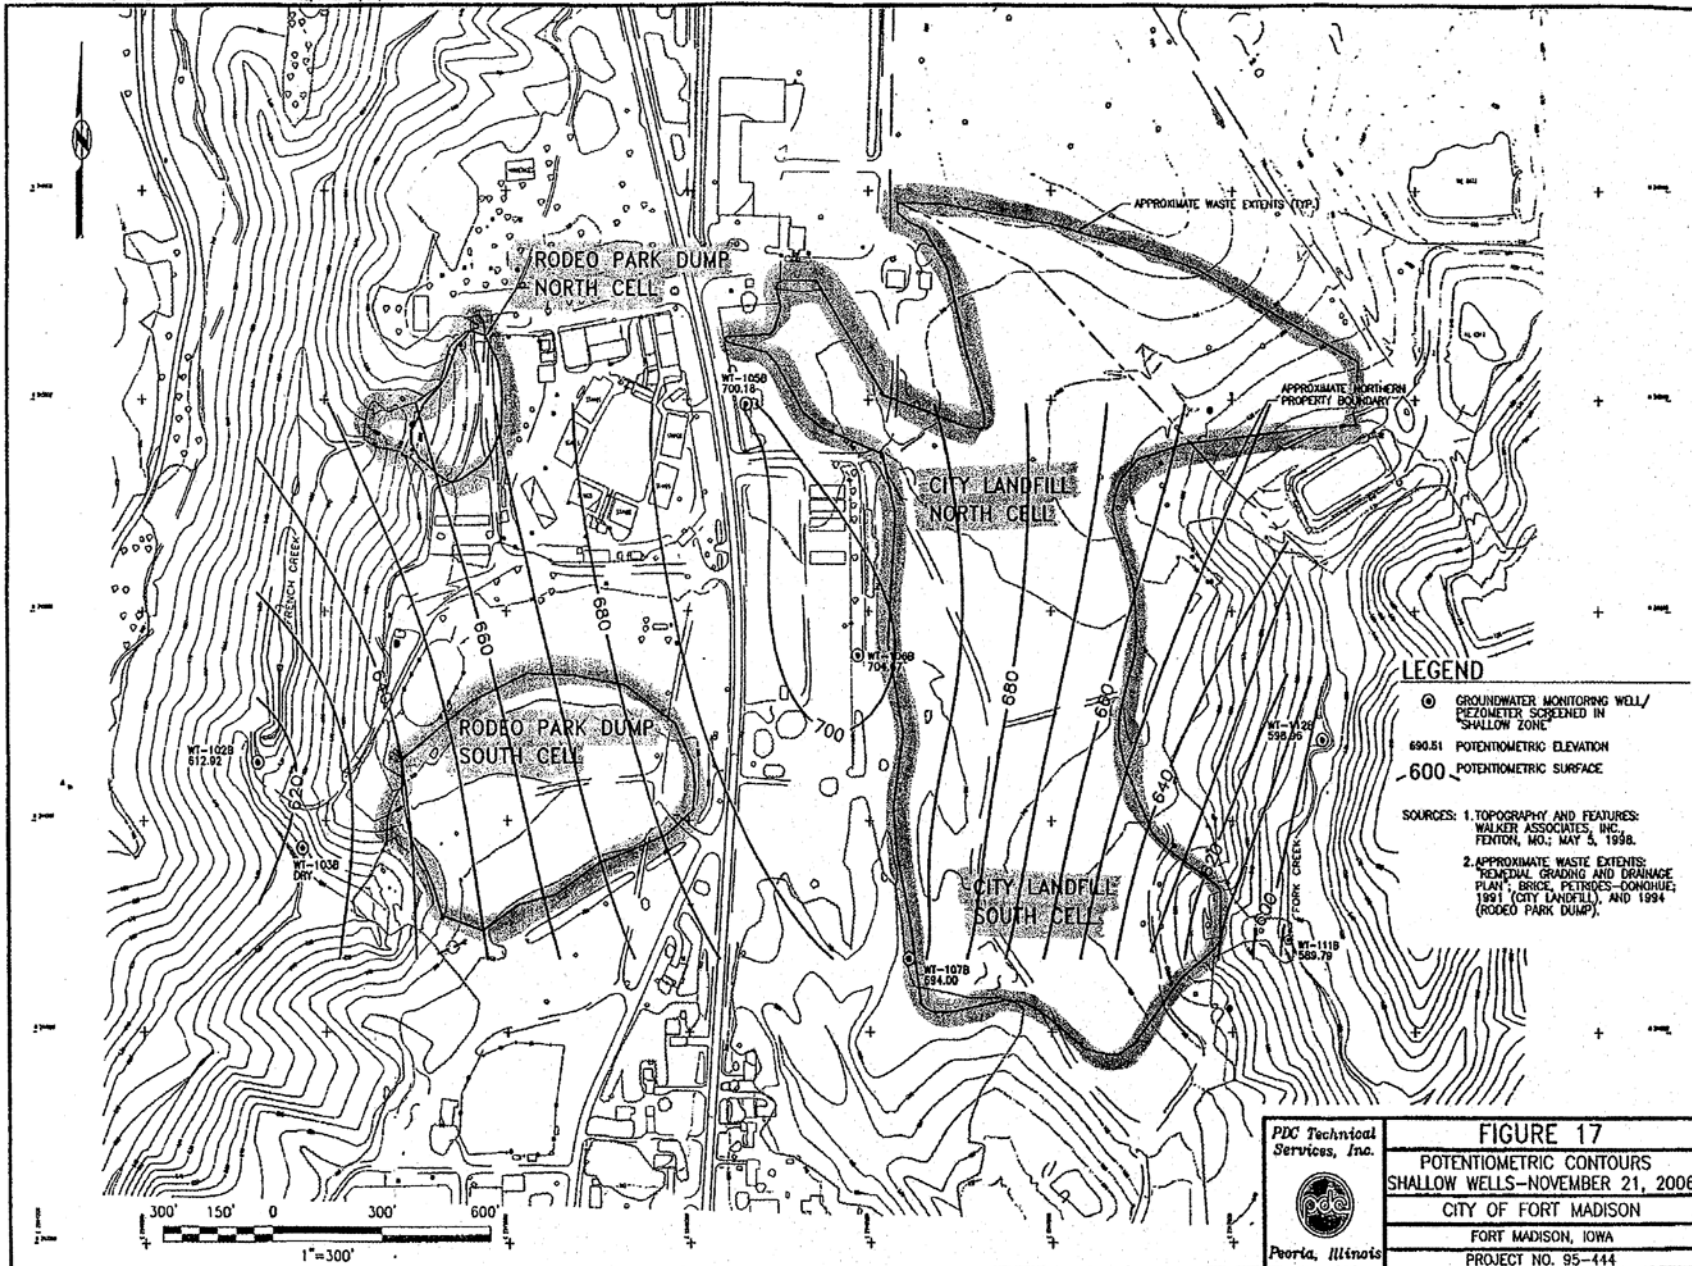 RODEO PARK DUMP
NORTH CELL
APPROXIMATE WASTE EXTENTS (TYP.)
WT-105B
700.18
APPROXIMATE NORTHERN
PROPERTY BOUNDARY
CITY LANDFILL
NORTH CELL
FRENCH CREEK
660
680
WT-106B
704.67
700
680
660
640
620
600
RODEO PARK DUMP
SOUTH CELL
WT-102B
612.92
620
WT-103B
DRY
WT-112B
598.96
FORK CREEK
CITY LANDFILL
SOUTH CELL
WT-107B
694.00
WT-111B
589.79
LEGEND
GROUNDWATER MONITORING WELL/
PIEZOMETER SCREENED IN
"SHALLOW ZONE"
690.51 POTENTIOMETRIC ELEVATION
600 POTENTIOMETRIC SURFACE
SOURCES: 1. TOPOGRAPHY AND FEATURES:
WALKER ASSOCIATES, INC.,
FENTON, MO.; MAY 5, 1998.
2. APPROXIMATE WASTE EXTENTS:
"REMEDIAL GRADING AND DRAINAGE
PLAN"; BRICE, PETRIDES-DONOHUE;
1991 (CITY LANDFILL), AND 1994
(RODEO PARK DUMP).
300' 150' 0 300' 600'
1"=300'
PDC Technical
Services, Inc.
pdc
Peoria, Illinois
FIGURE 17
POTENTIOMETRIC CONTOURS
SHALLOW WELLS-NOVEMBER 21, 2006
CITY OF FORT MADISON
FORT MADISON, IOWA
PROJECT NO. 95-444